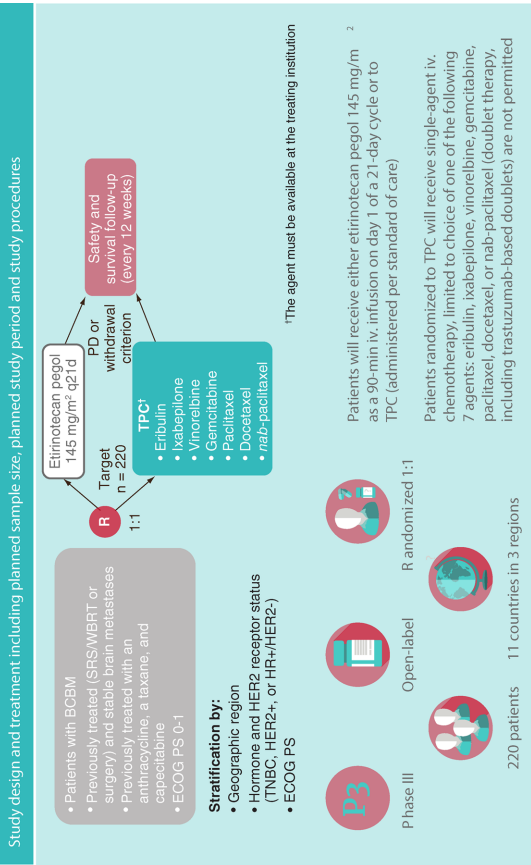 Study design and treatment including planned sample size, planned study period and study procedures
• Patients with BCBM
• Previously treated (SRS/WBRT or
surgery) and stable brain metastases
• Previously treated with an
anthracycline, a taxane, and
capecitabine
• ECOG PS 0-1
R
1:1
Target
n = 220
Etirinotecan pegol
145 mg/m² q21d
TPC†
• Eribulin
• Ixabepilone
• Vinorelbine
• Gemcitabine
• Paclitaxel
• Docetaxel
• nab-paclitaxel
PD or
withdrawal
criterion
Safety and
survival follow-up
(every 12 weeks)
Stratification by:
• Geographic region
• Hormone and HER2 receptor status
(TNBC, HER2+, or HR+/HER2-)
• ECOG PS
†The agent must be available at the treating institution
P3
Phase III
Open-label
R randomized 1:1
220 patients
11 countries in 3 regions
Patients will receive either etirinotecan pegol 145 mg/m 2
as a 90-min iv. infusion on day 1 of a 21-day cycle or to
TPC (administered per standard of care)
Patients randomized to TPC will receive single-agent iv.
chemotherapy, limited to choice of one of the following
7 agents: eribulin, ixabepilone, vinorelbine, gemcitabine,
paclitaxel, docetaxel, or nab-paclitaxel (doublet therapy,
including trastuzumab-based doublets) are not permitted